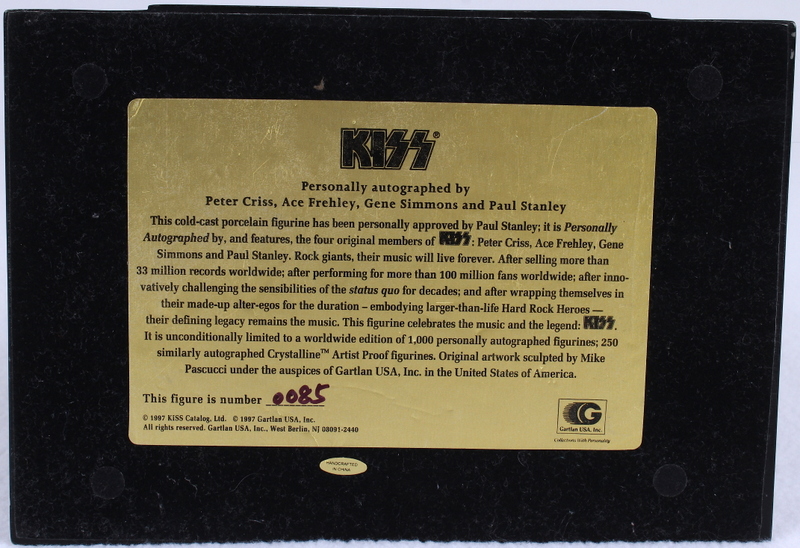 KISS®
Personally autographed by
Peter Criss, Ace Frehley, Gene Simmons and Paul Stanley
This cold-cast porcelain figurine has been personally approved by Paul Stanley; it is Personally
Autographed by, and features, the four original members of KISS: Peter Criss, Ace Frehley, Gene
Simmons and Paul Stanley. Rock giants, their music will live forever. After selling more than
33 million records worldwide; after performing for more than 100 million fans worldwide; after inno-
vatively challenging the sensibilities of the status quo for decades; and after wrapping themselves in
their made-up alter-egos for the duration – embodying larger-than-life Hard Rock Heroes —
their defining legacy remains the music. This figurine celebrates the music and the legend: KISS.
It is unconditionally limited to a worldwide edition of 1,000 personally autographed figurines; 250
similarly autographed Crystalline™ Artist Proof figurines. Original artwork sculpted by Mike
Pascucci under the auspices of Gartlan USA, Inc. in the United States of America.
This figure is number 0085
© 1997 KiSS Catalog, Ltd. © 1997 Gartlan USA, Inc.
All rights reserved. Gartlan USA, Inc., West Berlin, NJ 08091-2440
G
Gartlan USA, Inc.
Collections With Personality
HANDCRAFTED
IN CHINA